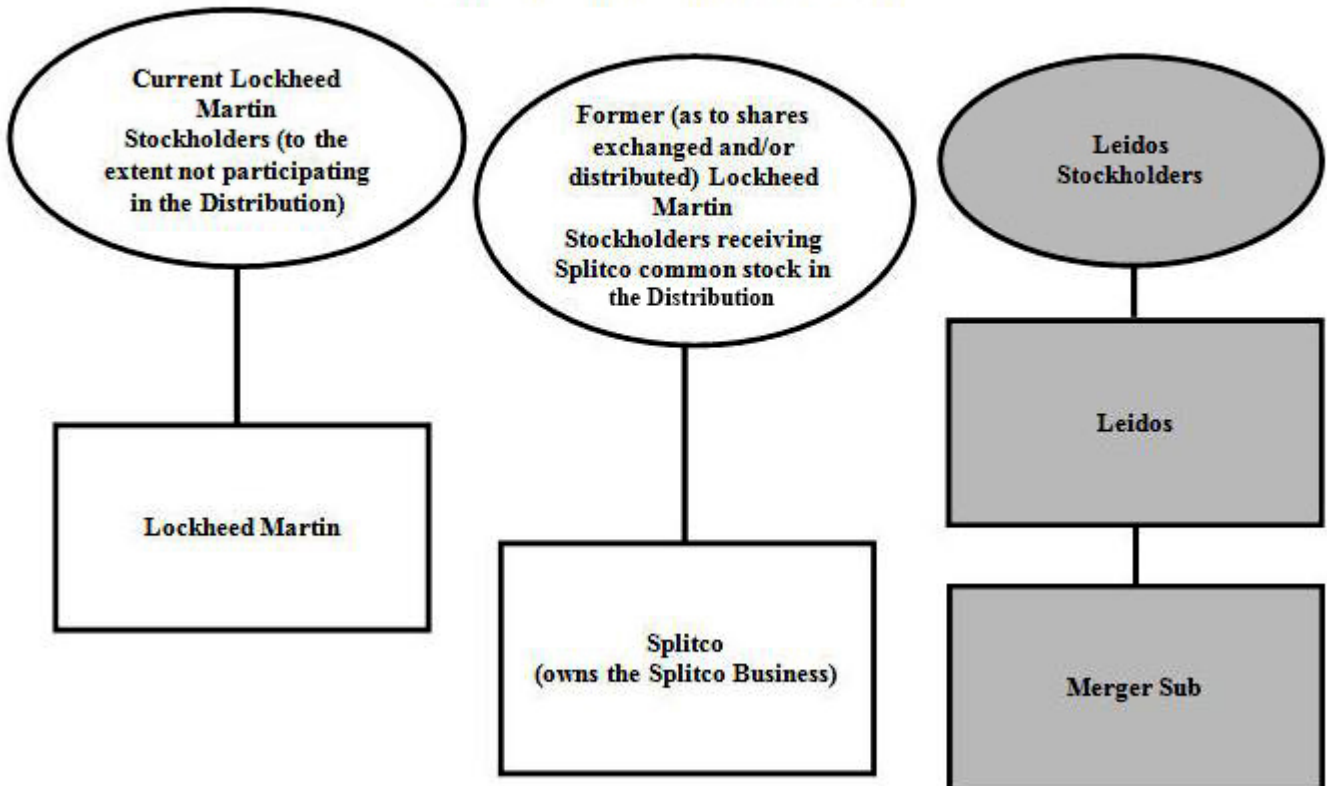 Current Lockheed
Martin
Stockholders (to the
extent not participating
in the Distribution)
Former (as to shares
exchanged and/or
distributed) Lockheed
Martin
Stockholders receiving
Splitco common stock in
the Distribution
Leidos
Stockholders
Lockheed Martin
Leidos
Splitco
(owns the Splitco Business)
Merger Sub